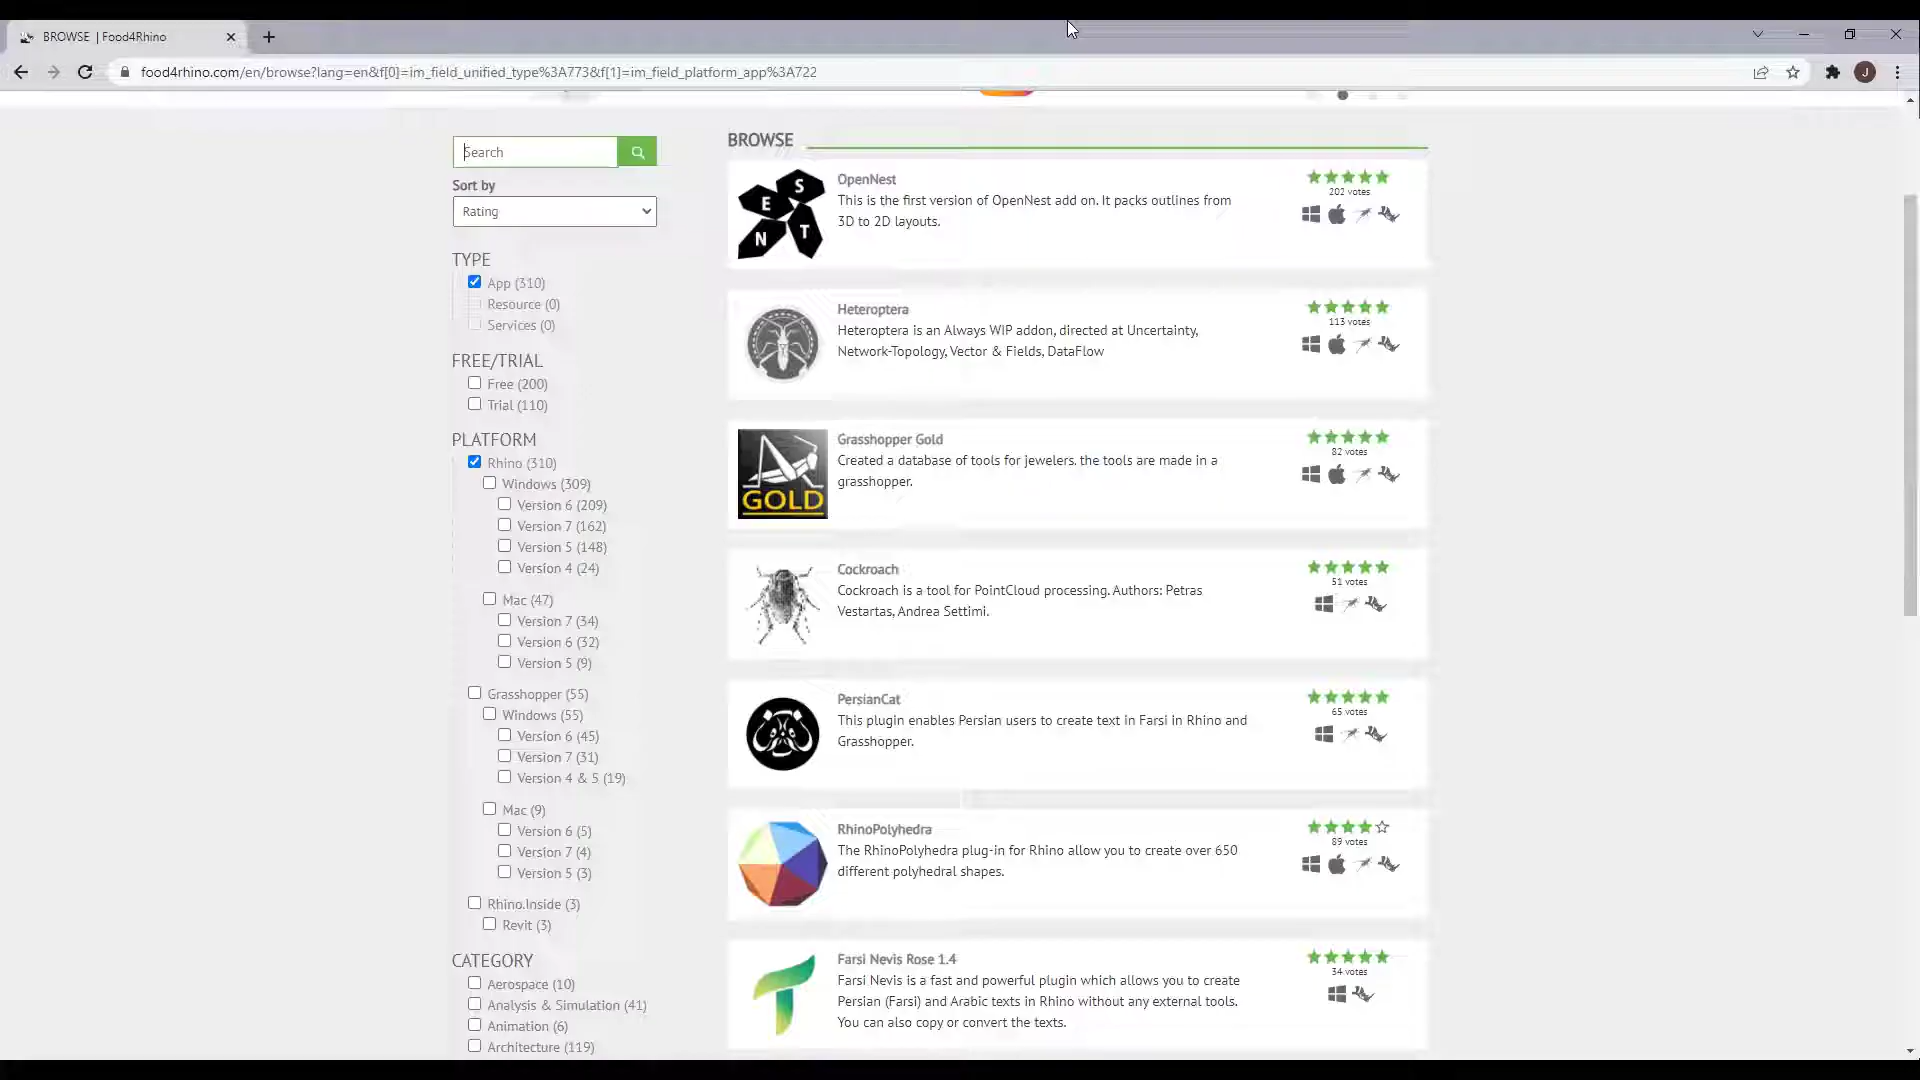 BROWSE | Food4Rhino
food4rhino.com/en/browse?lang=en&f[0]=im_field_unified_type%3A773&f[1]=im_field_platform_app%3A722
J
Search
Sort by
Rating
TYPE
App (310)
Resource (0)
Services (0)
FREE/TRIAL
Free (200)
Trial (110)
PLATFORM
Rhino (310)
Windows (309)
Version 6 (209)
Version 7 (162)
Version 5 (148)
Version 4 (24)
Mac (47)
Version 7 (34)
Version 6 (32)
Version 5 (9)
Grasshopper (55)
Windows (55)
Version 6 (45)
Version 7 (31)
Version 4 & 5 (19)
Mac (9)
Version 6 (5)
Version 7 (4)
Version 5 (3)
Rhino.Inside (3)
Revit (3)
CATEGORY
Aerospace (10)
Analysis & Simulation (41)
Animation (6)
Architecture (119)
BROWSE
NEST
OpenNest
This is the first version of OpenNest add on. It packs outlines from
3D to 2D layouts.
202 votes
Heteroptera
Heteroptera is an Always WIP addon, directed at Uncertainty,
Network-Topology, Vector & Fields, DataFlow
113 votes
GOLD
Grasshopper Gold
Created a database of tools for jewelers. the tools are made in a
grasshopper.
82 votes
Cockroach
Cockroach is a tool for PointCloud processing. Authors: Petras
Vestartas, Andrea Settimi.
51 votes
PersianCat
This plugin enables Persian users to create text in Farsi in Rhino and
Grasshopper.
65 votes
RhinoPolyhedra
The RhinoPolyhedra plug-in for Rhino allow you to create over 650
different polyhedral shapes.
89 votes
Farsi Nevis Rose 1.4
Farsi Nevis is a fast and powerful plugin which allows you to create
Persian (Farsi) and Arabic texts in Rhino without any external tools.
You can also copy or convert the texts.
34 votes